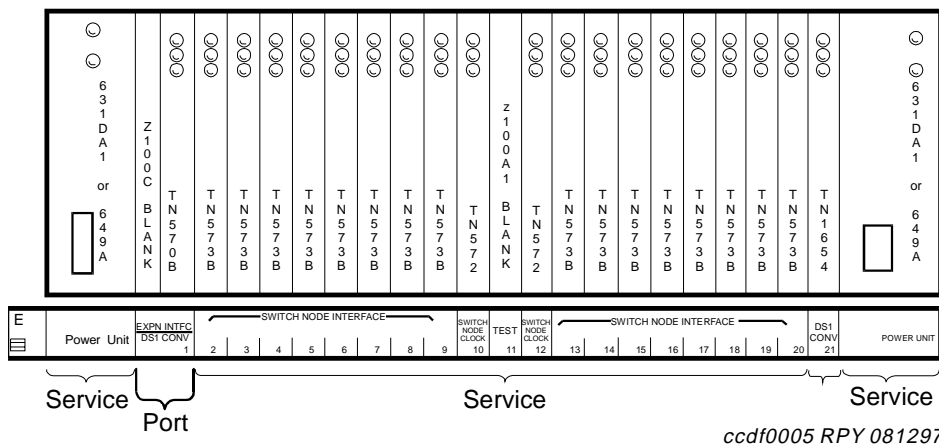 631DA1 or 649A
Z100C BLANK
TN570B
TN573B
TN573B
TN573B
TN573B
TN573B
TN573B
TN573B
TN573B
TN572
z100A1 BLANK
TN572
TN573B
TN573B
TN573B
TN573B
TN573B
TN573B
TN573B
TN573B
TN1654
631DA1 or 649A
E
Power Unit
EXPN INTFC
DS1 CONV
1
SWITCH NODE INTERFACE
2 3 4 5 6 7 8 9
SWITCH NODE CLOCK
10
TEST
11
SWITCH NODE CLOCK
12
SWITCH NODE INTERFACE
13 14 15 16 17 18 19 20
DS1 CONV
21
POWER UNIT
Service
Port
Service
Service
ccdf0005 RPY 081297